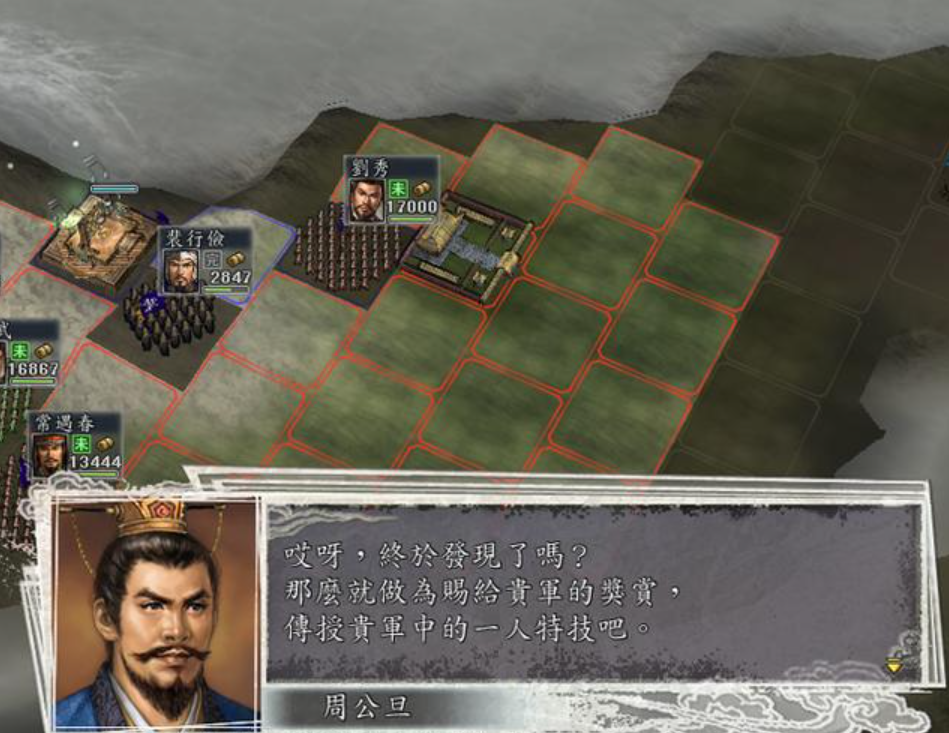 劉秀
未
17000
裴行儉
完
2847
武
未
16867
常遇春
未
13444
哎呀，終於發現了嗎？
那麼就做為賜給貴軍的獎賞，
傳授貴軍中的一人特技吧。
周公旦